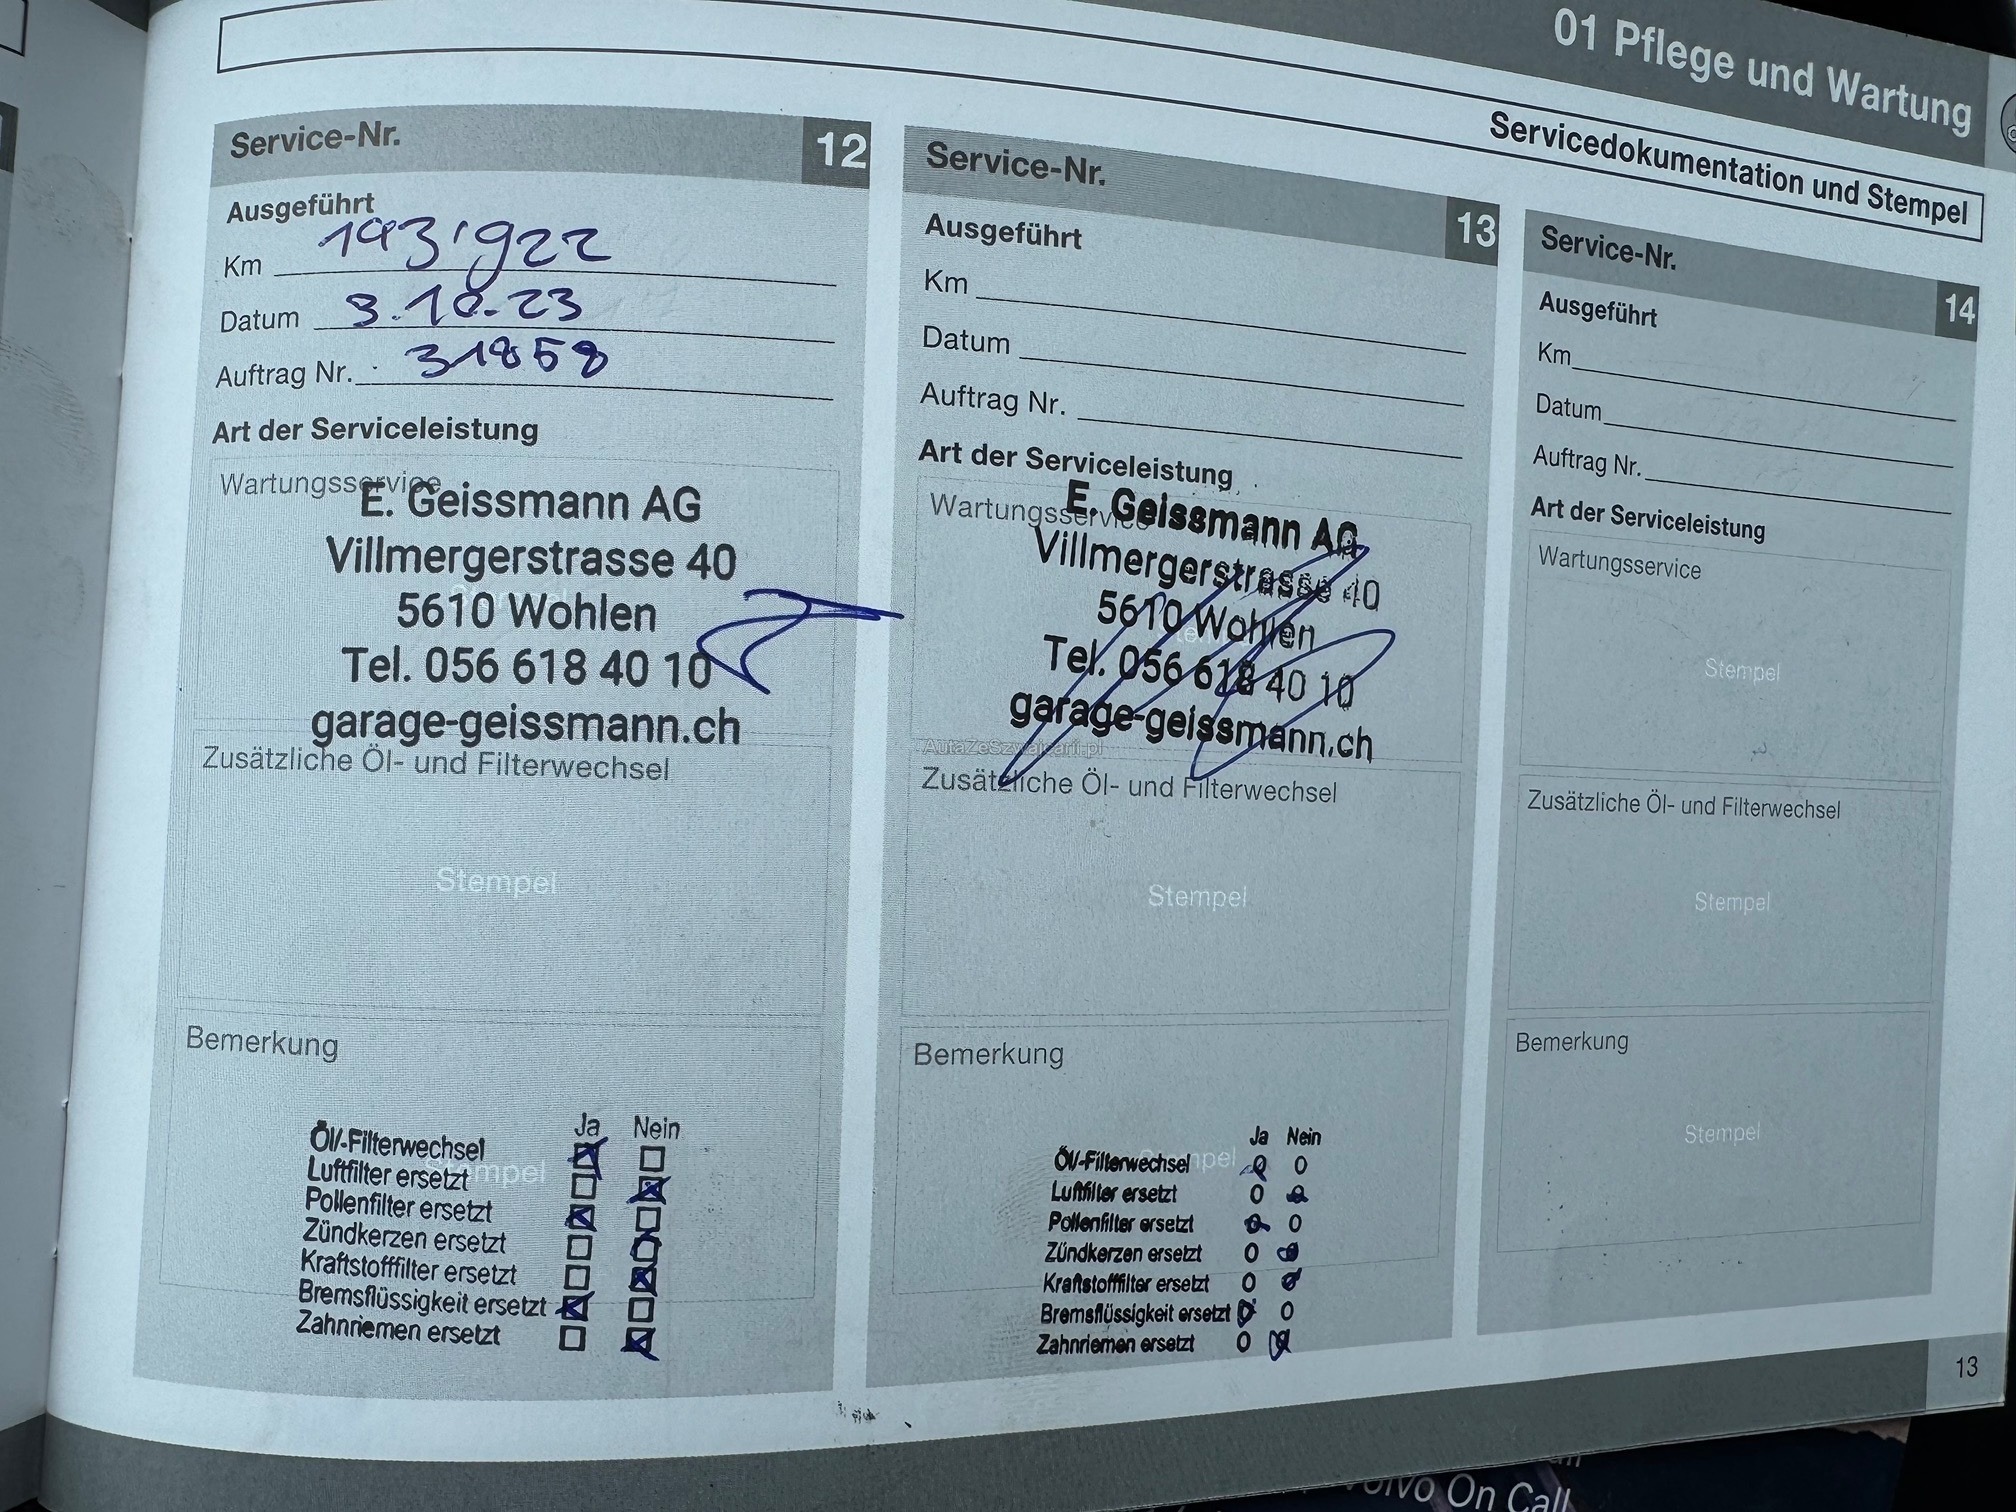 01 Pflege und Wartung
Servicedokumentation und Stempel
Service-Nr. 12
Ausgeführt
Km 193'922
Datum 3.10.23
Auftrag Nr. 31858
Art der Serviceleistung
Wartungsservice
E. Geissmann AG
Villmergerstrasse 40
5610 Wohlen
Tel. 056 618 40 10
garage-geissmann.ch
Zusätzliche Öl- und Filterwechsel
Stempel
Bemerkung
Stempel
Ja Nein
Öl/-Filterwechsel
Luftfilter ersetzt
Pollenfilter ersetzt
Zündkerzen ersetzt
Kraftstofffilter ersetzt
Bremsflüssigkeit ersetzt
Zahnriemen ersetzt
Service-Nr. 13
Ausgeführt
Km
Datum
Auftrag Nr.
Art der Serviceleistung
Wartungsservice
E. Geissmann AG
Villmergerstrasse 40
5610 Wohlen
Tel. 056 618 40 10
garage-geissmann.ch
AutaZeSzwajcarii.pl
Zusätzliche Öl- und Filterwechsel
Stempel
Bemerkung
Ja Nein
Öl/-Filterwechsel
Luftfilter ersetzt
Pollenfilter ersetzt
Zündkerzen ersetzt
Kraftstofffilter ersetzt
Bremsflüssigkeit ersetzt
Zahnriemen ersetzt
Service-Nr. 14
Ausgeführt
Km
Datum
Auftrag Nr.
Art der Serviceleistung
Wartungsservice
Stempel
Zusätzliche Öl- und Filterwechsel
Stempel
Bemerkung
Stempel
13
Volvo On Call